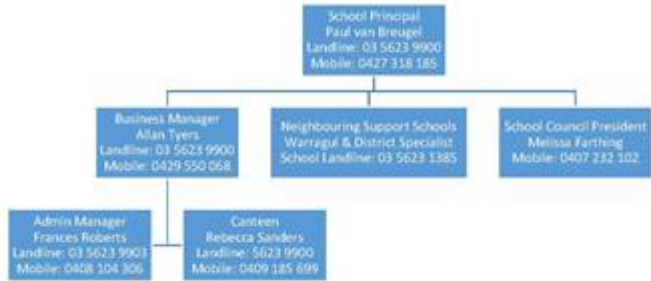 School Principal
Paul van Breugel
Landline: 03 5623 9900
Mobile: 0427 318 185
Business Manager
Allan Tyers
Landline: 03 5623 9900
Mobile: 0429 550 068
Neighbouring Support Schools
Warragul & District Specialist
School Landline: 03 5623 1385
School Council President
Melissa Farthing
Mobile: 0407 232 102
Admin Manager
Frances Roberts
Landline: 03 5623 9903
Mobile: 0408 104 306
Canteen
Rebecca Sanders
Landline: 5623 9900
Mobile: 0409 185 699